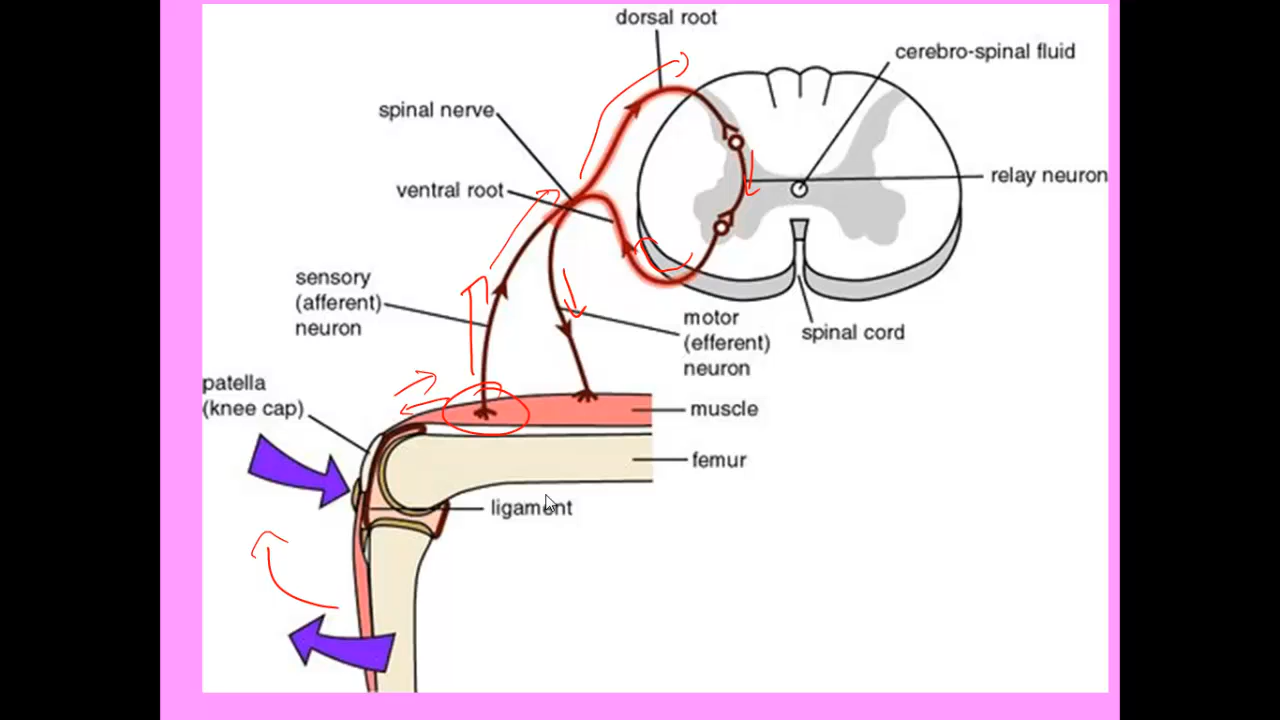 dorsal root
cerebro-spinal fluid
spinal nerve
ventral root
relay neuron
sensory
(afferent)
neuron
motor
(efferent)
neuron
spinal cord
patella
(knee cap)
muscle
femur
ligament